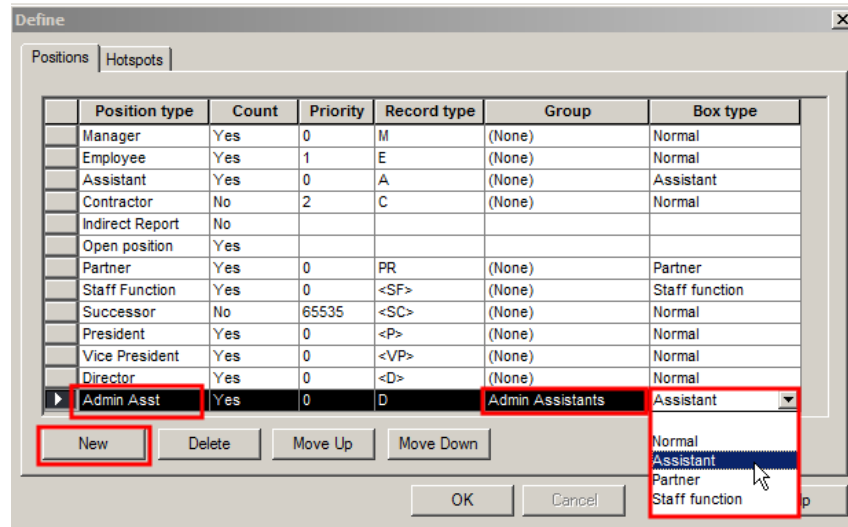 Define
Positions Hotspots
Position type Count Priority Record type Group Box type
Manager Yes 0 M (None) Normal
Employee Yes 1 E (None) Normal
Assistant Yes 0 A (None) Assistant
Contractor No 2 C (None) Normal
Indirect Report No
Open position Yes
Partner Yes 0 PR (None) Partner
Staff Function Yes 0 <SF> (None) Staff function
Successor No 65535 <SC> (None) Normal
President Yes 0 <P> (None) Normal
Vice President Yes 0 <VP> (None) Normal
Director Yes 0 <D> (None) Normal
Admin Asst Yes 0 D Admin Assistants Assistant
New Delete Move Up Move Down
Normal
Assistant
Partner
Staff function
OK Cancel